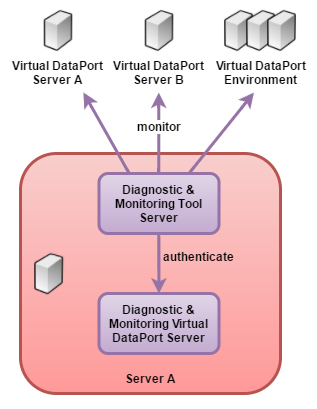 Virtual DataPort
Server A
Virtual DataPort
Server B
Virtual DataPort
Environment
monitor
Diagnostic &
Monitoring Tool
Server
authenticate
Diagnostic &
Monitoring Virtual
DataPort Server
Server A